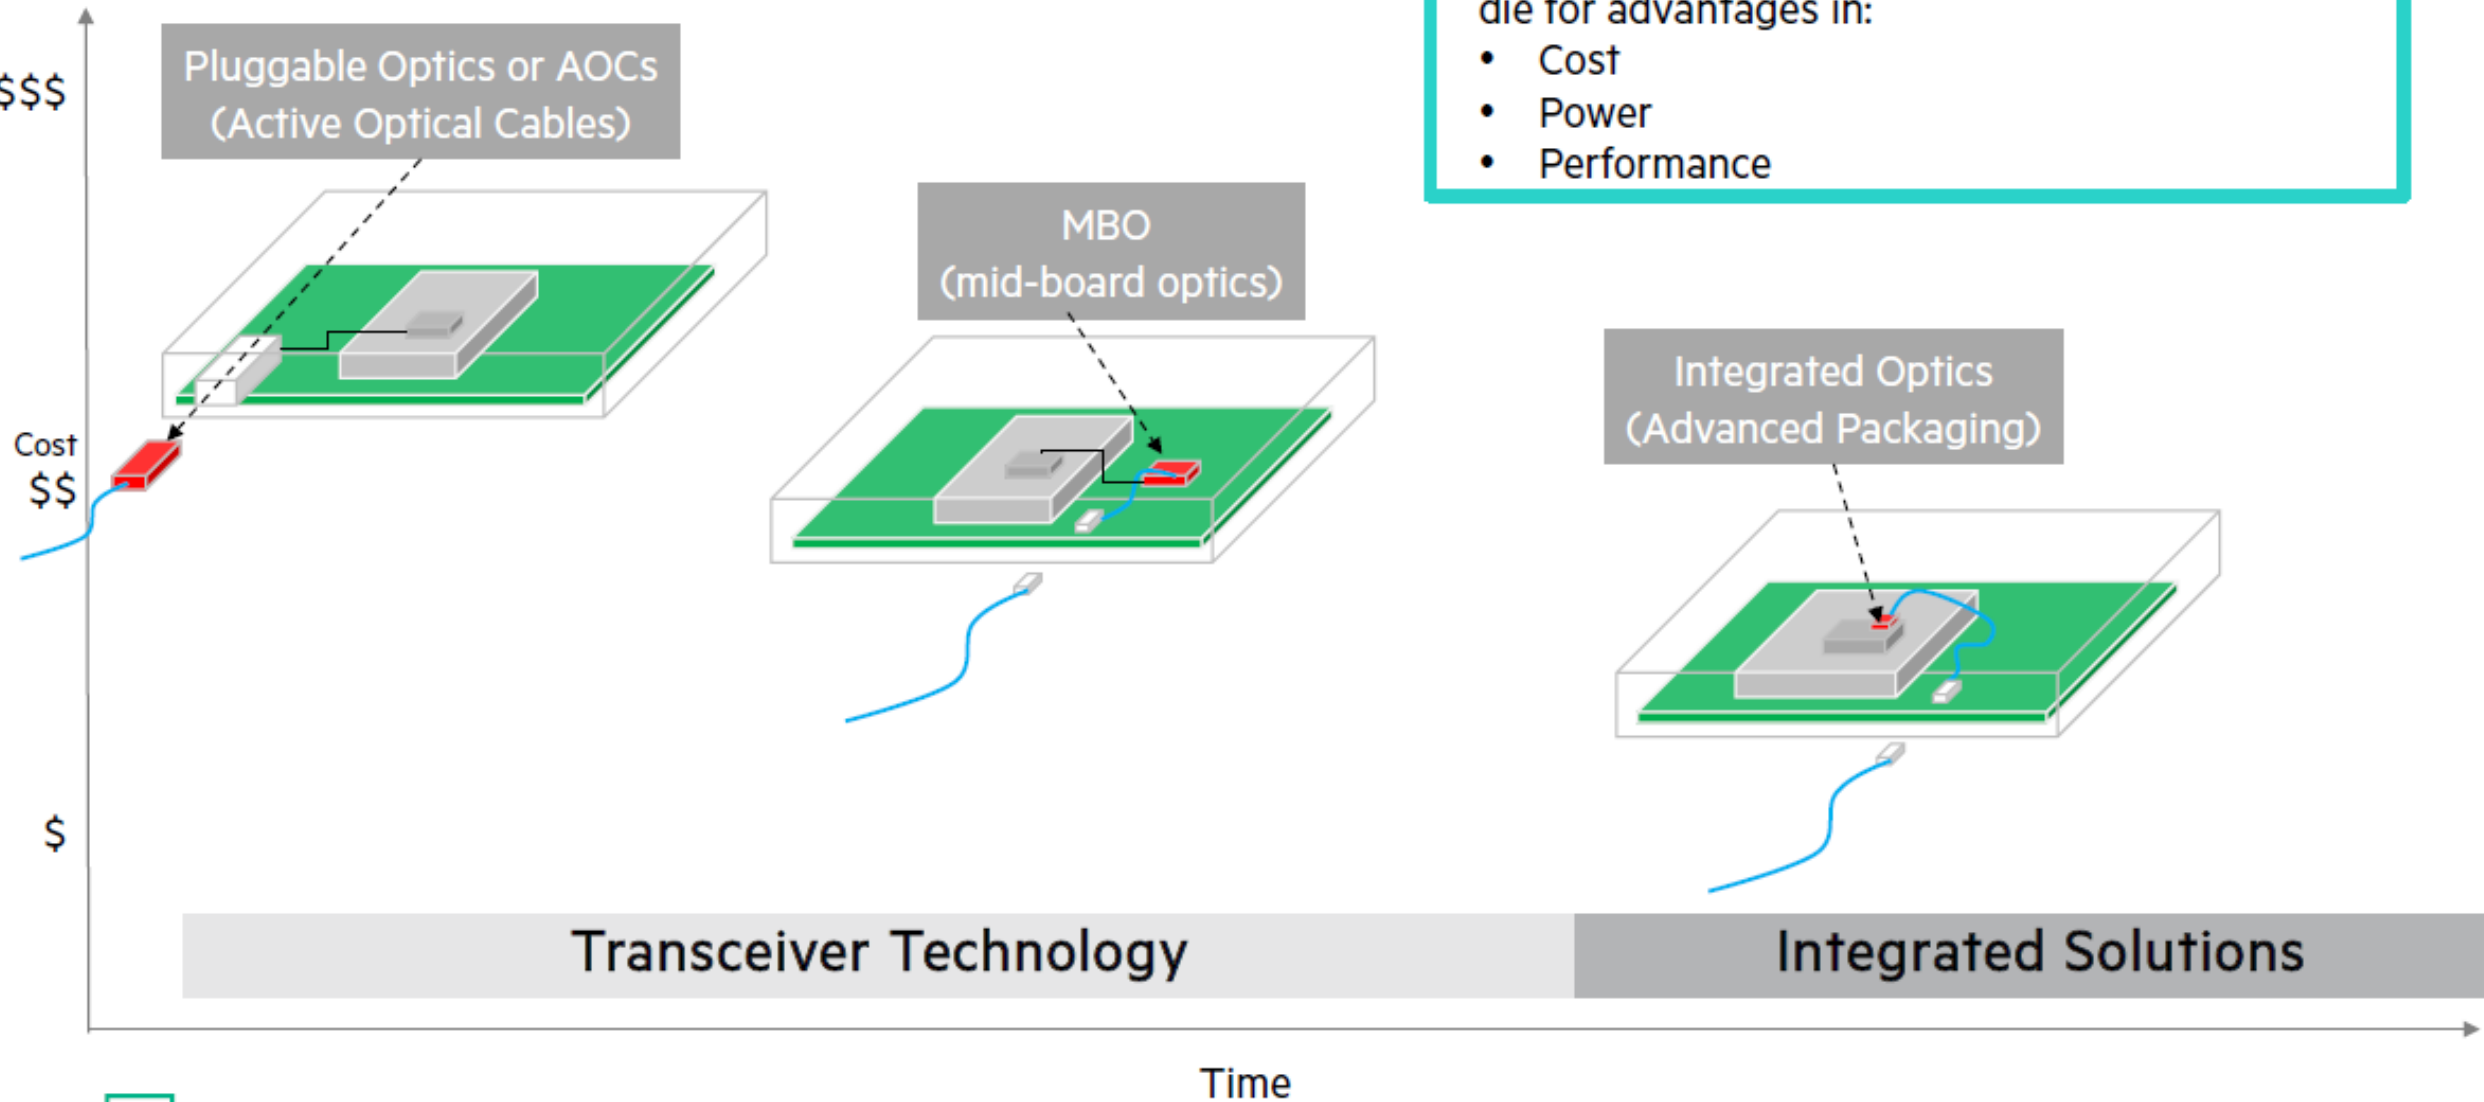 die for advantages in:
• Cost
• Power
• Performance
Pluggable Optics or AOCs
(Active Optical Cables)
$$$
MBO
(mid-board optics)
Integrated Optics
(Advanced Packaging)
Cost
$$
$
Transceiver Technology
Integrated Solutions
Time